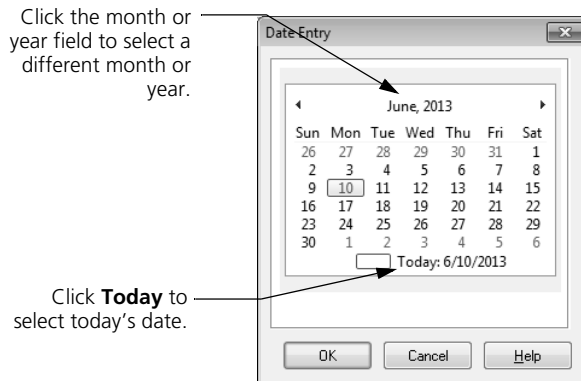 Click the month or
year field to select a
different month or
year.
Date Entry
June, 2013
Sun Mon Tue Wed Thu Fri Sat
26 27 28 29 30 31 1
2 3 4 5 6 7 8
9 10 11 12 13 14 15
16 17 18 19 20 21 22
23 24 25 26 27 28 29
30 1 2 3 4 5 6
Today: 6/10/2013
Click Today to
select today's date.
OK Cancel Help